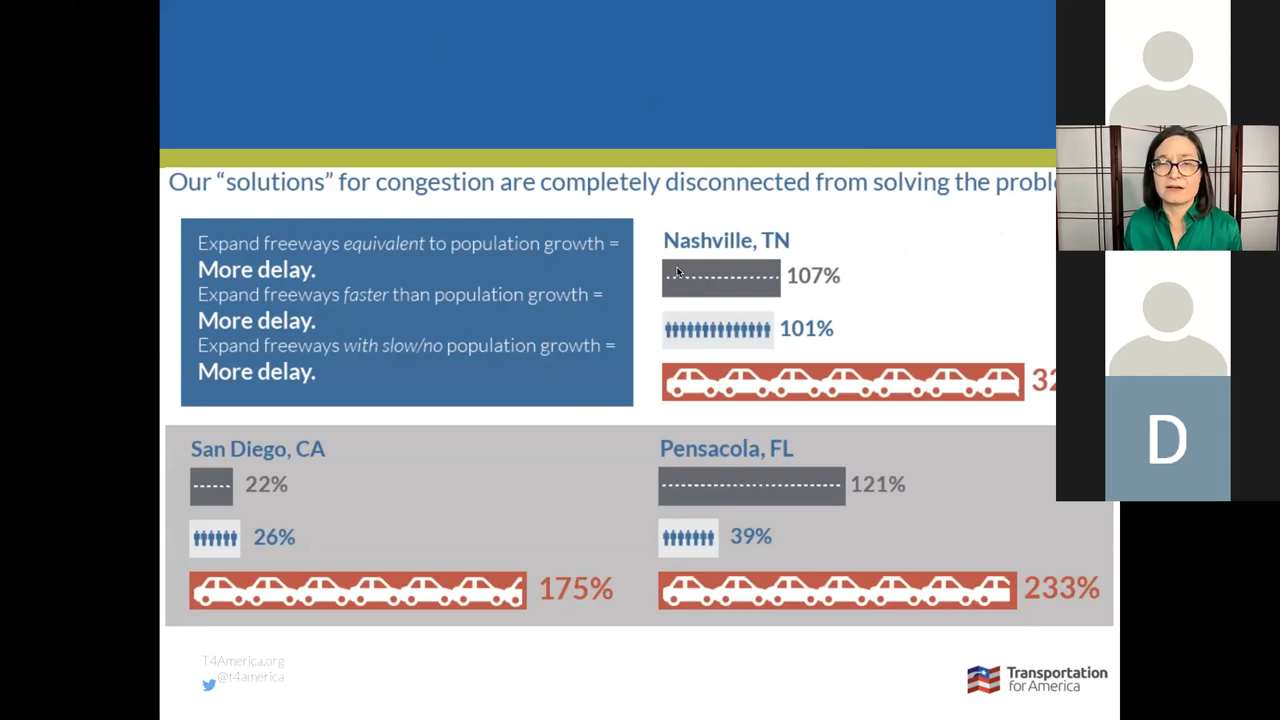 Our “solutions” for congestion are completely disconnected from solving the
Expand freeways equivalent to population growth =
More delay.
Expand freeways faster than population growth =
More delay.
Expand freeways with slow/no population growth =
More delay.
Nashville, TN
107%
101%
San Diego, CA
22%
26%
175%
Pensacola, FL
121%
39%
233%
T4America.org
@t4america
Transportation
for America
D